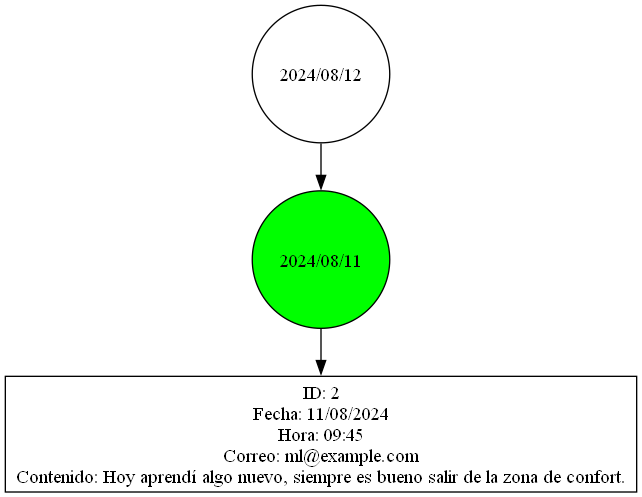 2024/08/12
2024/08/11
ID: 2
Fecha: 11/08/2024
Hora: 09:45
Correo: ml@example.com
Contenido: Hoy aprendí algo nuevo, siempre es bueno salir de la zona de confort.